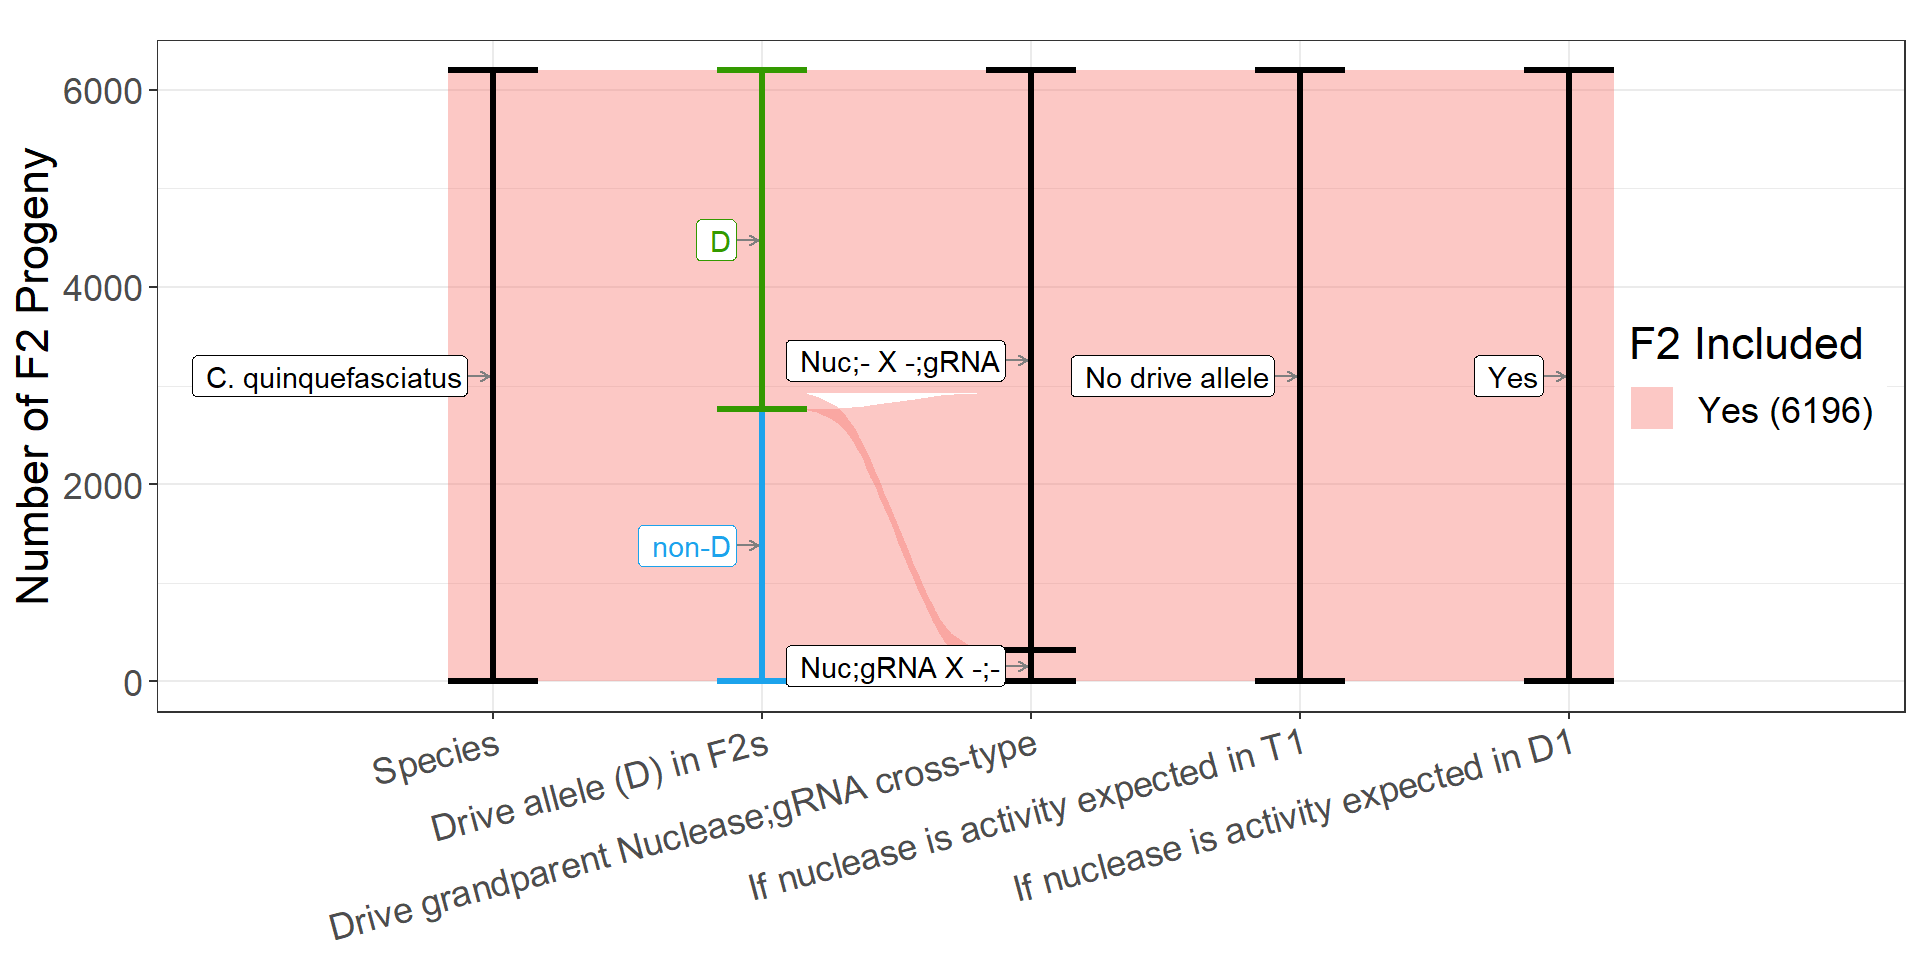 Number of F2 Progeny
6000
4000
2000
0
C. quinquefasciatus
D
non-D
Nuc;- X -;gRNA
Nuc;gRNA X -;-
No drive allele
Yes
F2 Included
Yes (6196)
Species
Drive allele (D) in F2s
Drive grandparent Nuclease;gRNA cross-type
If nuclease is activity expected in T1
If nuclease is activity expected in D1